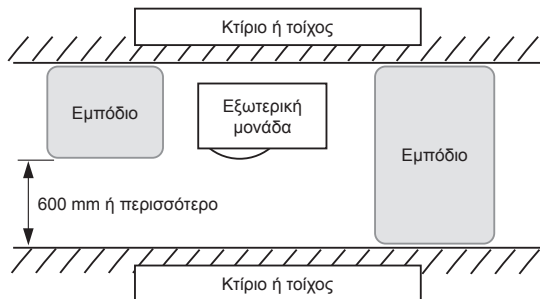 Κτίριο ή τοίχος
Εμπόδιο
Εξωτερική
μονάδα
Εμπόδιο
600 mm ή περισσότερο
Κτίριο ή τοίχος